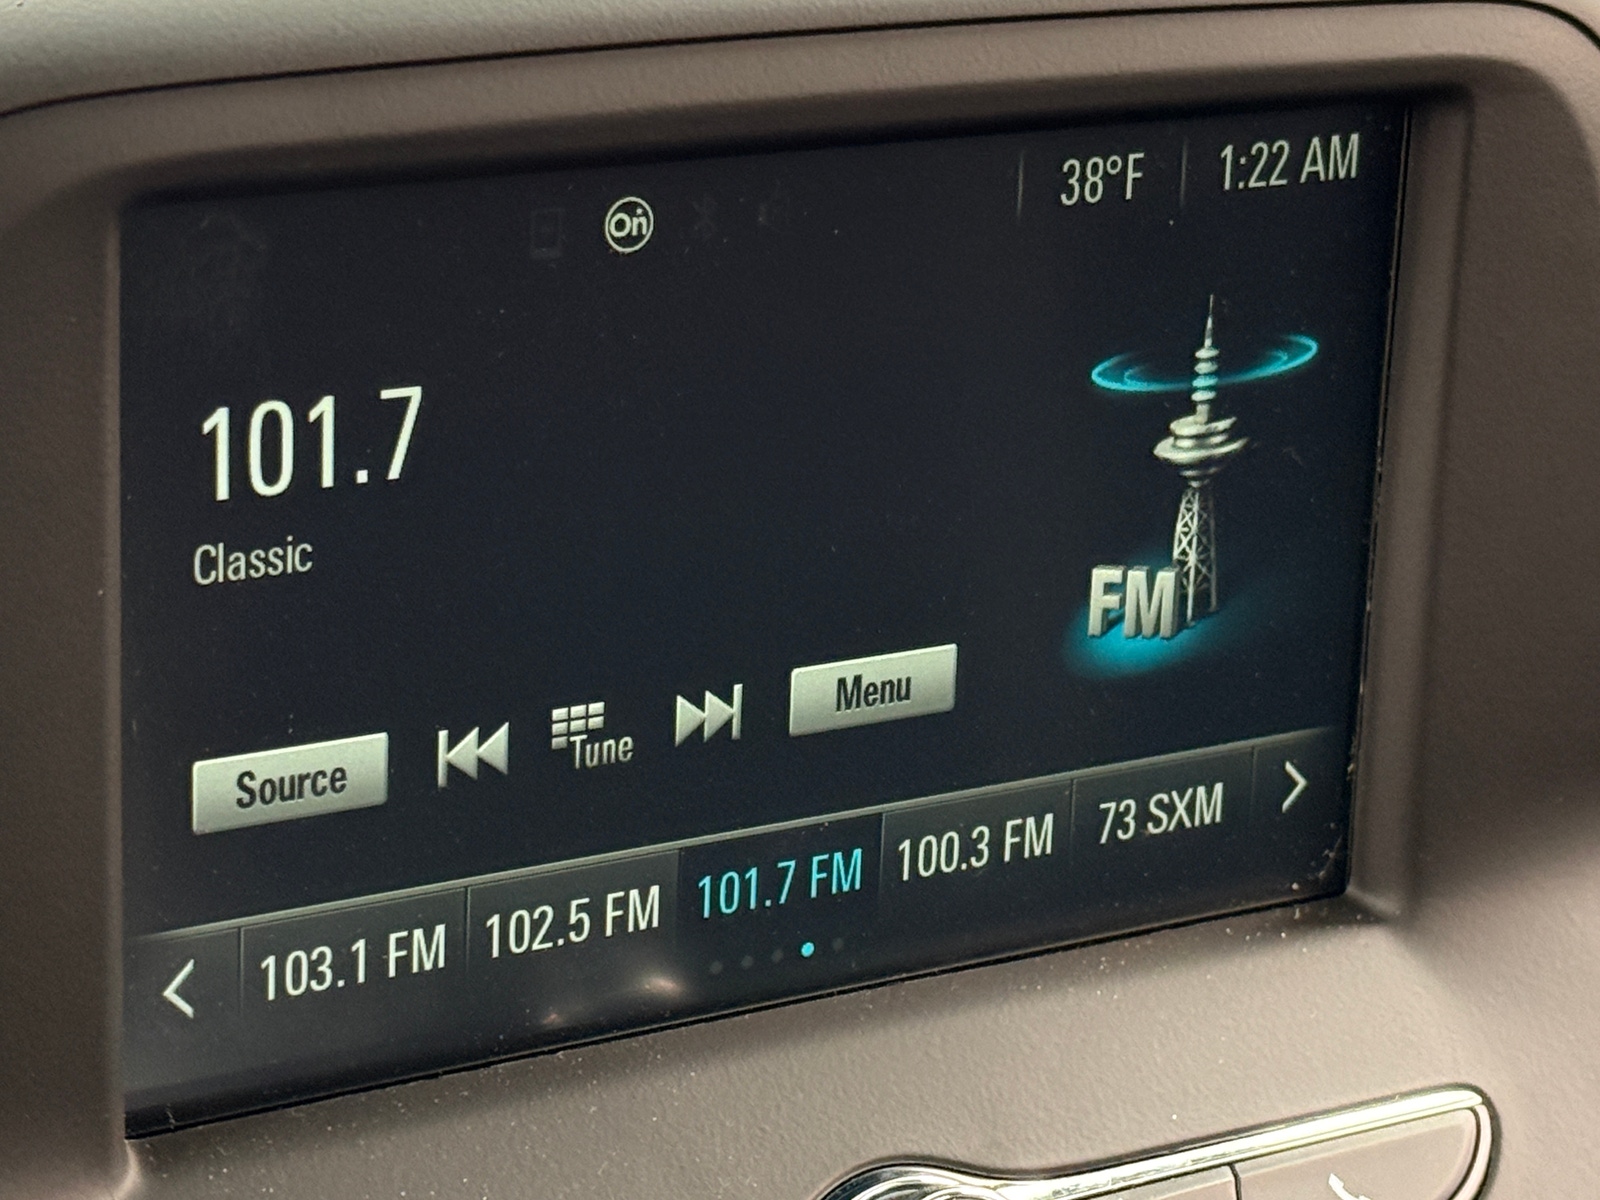 On
38°F
1:22 AM
101.7
Classic
FM
Source
Tune
Menu
103.1 FM
102.5 FM
101.7 FM
100.3 FM
73 SXM